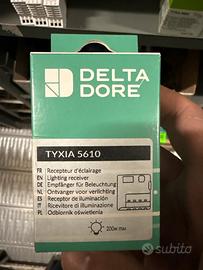 DELTA
DORE
TYXIA 5610
FR Récepteur d'éclairage
EN Lighting receiver
DE Empfänger für Beleuchtung
NL Ontvanger voor verlichting
ES Receptor de iluminación
IT Ricevitore di illuminazione
PL Odbiornik oświetlenia
200W max
subito